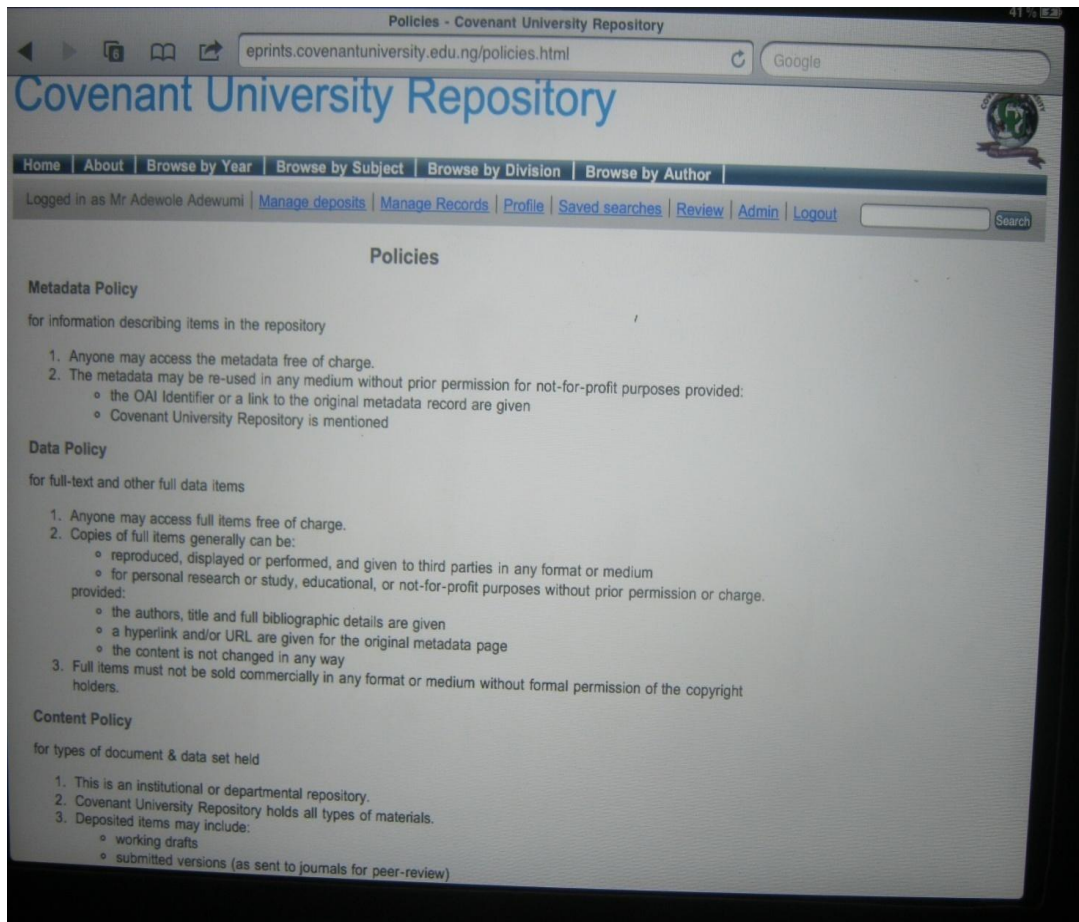 41%
Policies - Covenant University Repository
6
eprints.covenantuniversity.edu.ng/policies.html
Google
Covenant University Repository
Home | About | Browse by Year | Browse by Subject | Browse by Division | Browse by Author |
Logged in as Mr Adewole Adewumi | Manage deposits | Manage Records | Profile | Saved searches | Review | Admin | Logout
Search
Policies
Metadata Policy
for information describing items in the repository
1. Anyone may access the metadata free of charge.
2. The metadata may be re-used in any medium without prior permission for not-for-profit purposes provided:
the OAI Identifier or a link to the original metadata record are given
Covenant University Repository is mentioned
Data Policy
for full-text and other full data items
1. Anyone may access full items free of charge.
2. Copies of full items generally can be:
reproduced, displayed or performed, and given to third parties in any format or medium
for personal research or study, educational, or not-for-profit purposes without prior permission or charge.
provided:
the authors, title and full bibliographic details are given
a hyperlink and/or URL are given for the original metadata page
the content is not changed in any way
3. Full items must not be sold commercially in any format or medium without formal permission of the copyright
holders.
Content Policy
for types of document & data set held
1. This is an institutional or departmental repository.
2. Covenant University Repository holds all types of materials.
3. Deposited items may include:
working drafts
submitted versions (as sent to journals for peer-review)